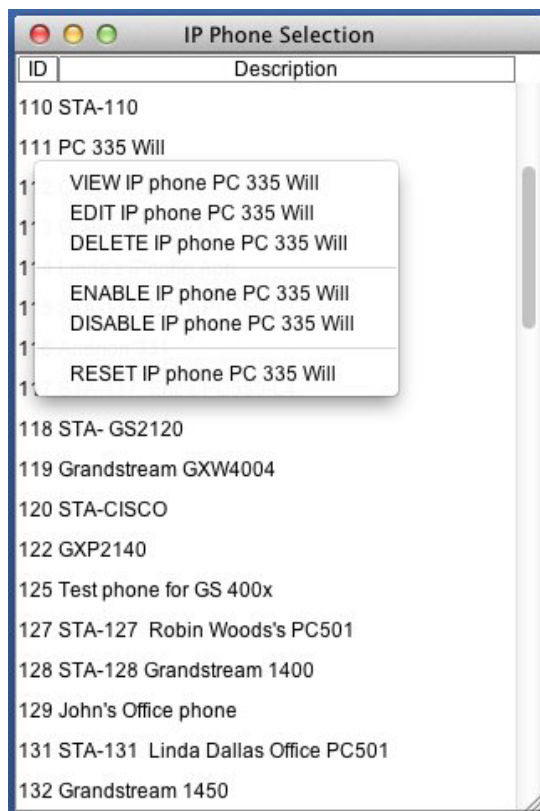 IP Phone Selection
ID Description
110 STA-110
111 PC 335 Will
VIEW IP phone PC 335 Will
EDIT IP phone PC 335 Will
DELETE IP phone PC 335 Will
ENABLE IP phone PC 335 Will
DISABLE IP phone PC 335 Will
RESET IP phone PC 335 Will
118 STA- GS2120
119 Grandstream GXW4004
120 STA-CISCO
122 GXP2140
125 Test phone for GS 400x
127 STA-127  Robin Woods's PC501
128 STA-128 Grandstream 1400
129 John's Office phone
131 STA-131  Linda Dallas Office PC501
132 Grandstream 1450